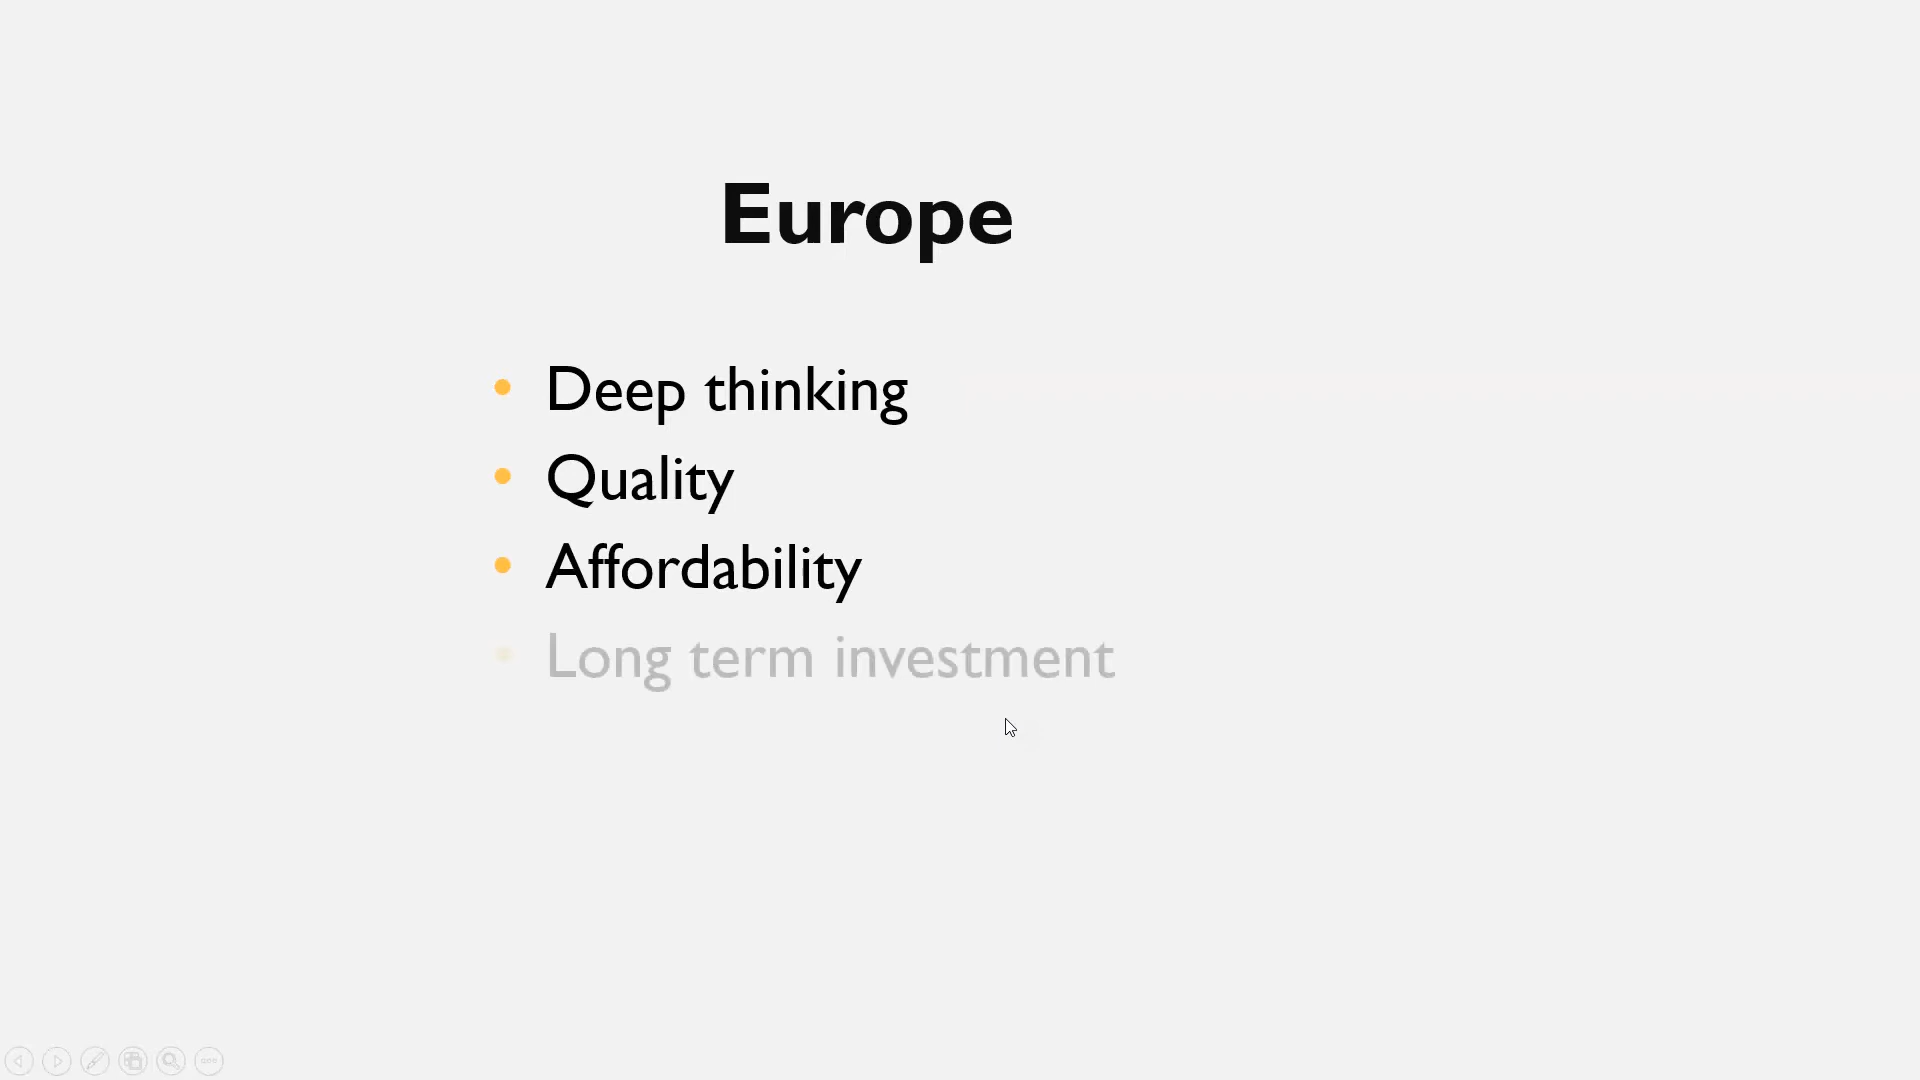 Europe
• Deep thinking
• Quality
• Affordability
• Long term investment